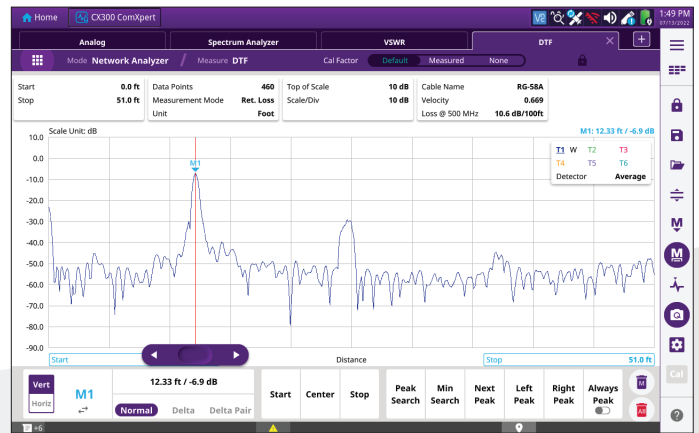 Home CX300 ComXpert V2 1:49 PM
07/13/2022
Analog Spectrum Analyzer VSWR DTF
Mode Network Analyzer Measure DTF Cal Factor Default Measured None
Start 0.0 ft Data Points 460 Top of Scale 10 dB Cable Name RG-58A
Stop 51.0 ft Measurement Mode Ret. Loss Scale/Div 10 dB Velocity 0.669
Unit Foot Loss @ 500 MHz 10.6 dB/100ft
Scale Unit: dB M1: 12.33 ft / -6.9 dB
10.0
T1 W T2 T3
0.0
M1
T4 T5 T6
-10.0
Detector Average
-20.0
-30.0
-40.0
-50.0
-60.0
-70.0
-80.0
-90.0
Start Distance Stop 51.0 ft
Vert
Horiz
M1
12.33 ft / -6.9 dB
Normal Delta Delta Pair
Start Center Stop
Peak Search
Min Search
Next Peak
Left Peak
Right Peak
Always Peak
M
AB
M
M
Cal
?
+6